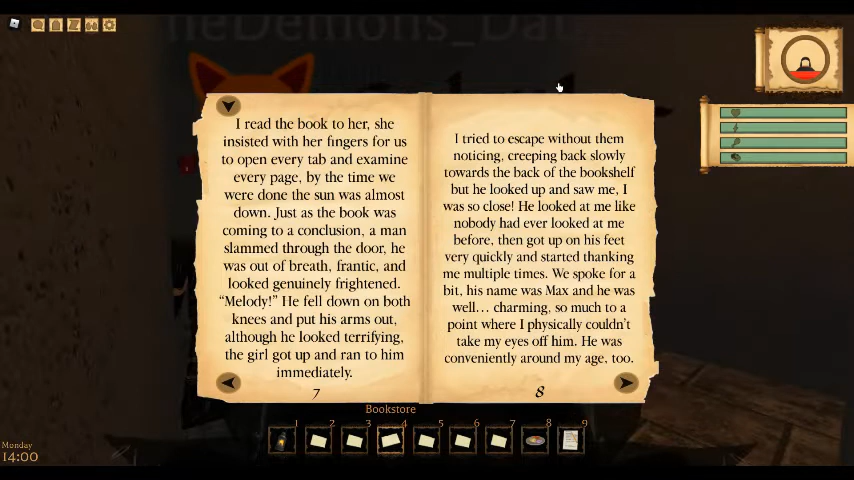 heDemons_Da
I read the book to her, she
insisted with her fingers for us
to open every tab and examine
every page, by the time we
were done the sun was almost
down. Just as the book was
coming to a conclusion, a man
slammed through the door, he
was out of breath, frantic, and
looked genuinely frightened.
“Melody!” He fell down on both
knees and put his arms out,
although he looked terrifying,
the girl got up and ran to him
immediately.
7
I tried to escape without them
noticing, creeping back slowly
towards the back of the bookshelf
but he looked up and saw me, I
was so close! He looked at me like
nobody had ever looked at me
before, then got up on his feet
very quickly and started thanking
me multiple times. We spoke for a
bit, his name was Max and he was
well… charming, so much to a
point where I physically couldn’t
take my eyes off him. He was
conveniently around my age, too.
8
Bookstore
1 2 3 4 5 6 7 8 9
Monday
14:00